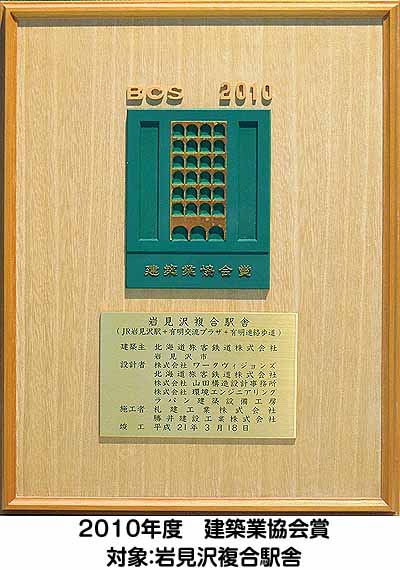 BCS 2010
建築業協会賞
岩見沢複合駅舎
(JR岩見沢駅+有明交流プラザ+有明連絡歩道)
建築主 北海道旅客鉄道株式会社
岩見沢市
設計者 株式会社 ワークヴィジョンズ
北海道旅客鉄道株式会社
株式会社 山田構造設計事務所
株式会社 環境エンジニアリング
ラパン建築設備工房
施工者 札建工業株式会社
勝井建設工業株式会社
竣工 平成21年3月18日
2010年度 建築業協会賞
対象:岩見沢複合駅舎